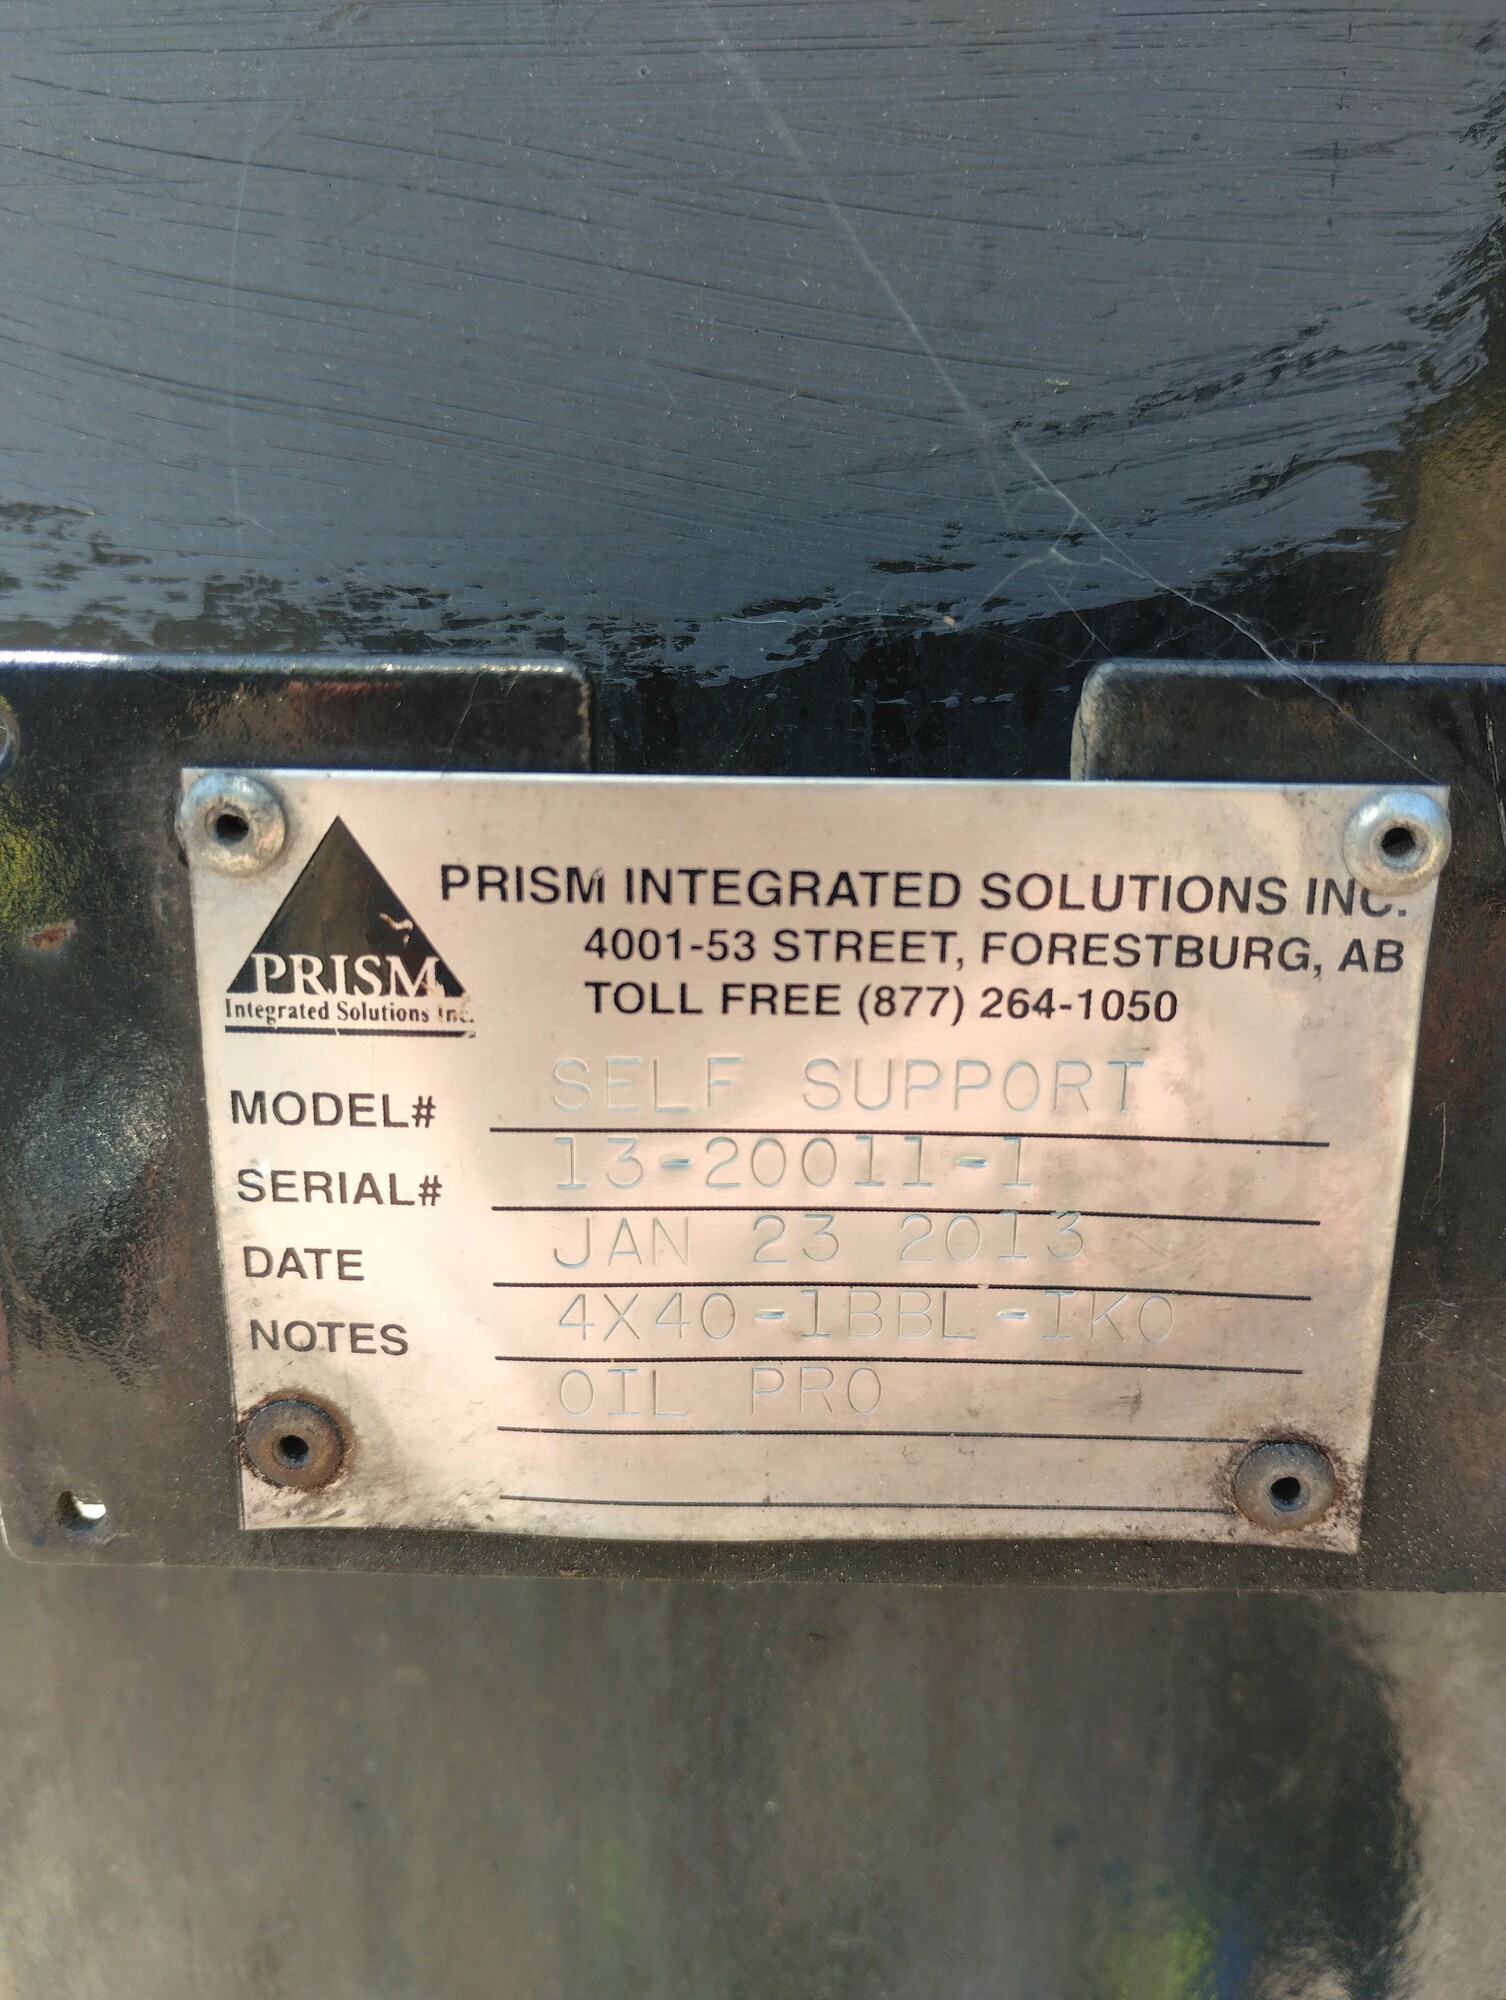 PRISM INTEGRATED SOLUTIONS INC.
4001-53 STREET, FORESTBURG, AB
TOLL FREE (877) 264-1050
PRISM
Integrated Solutions Inc.
MODEL# SELF SUPPORT
SERIAL# 13-20011-1
DATE JAN 23 2013
NOTES 4X40-1BBL-IKO
OIL PRO